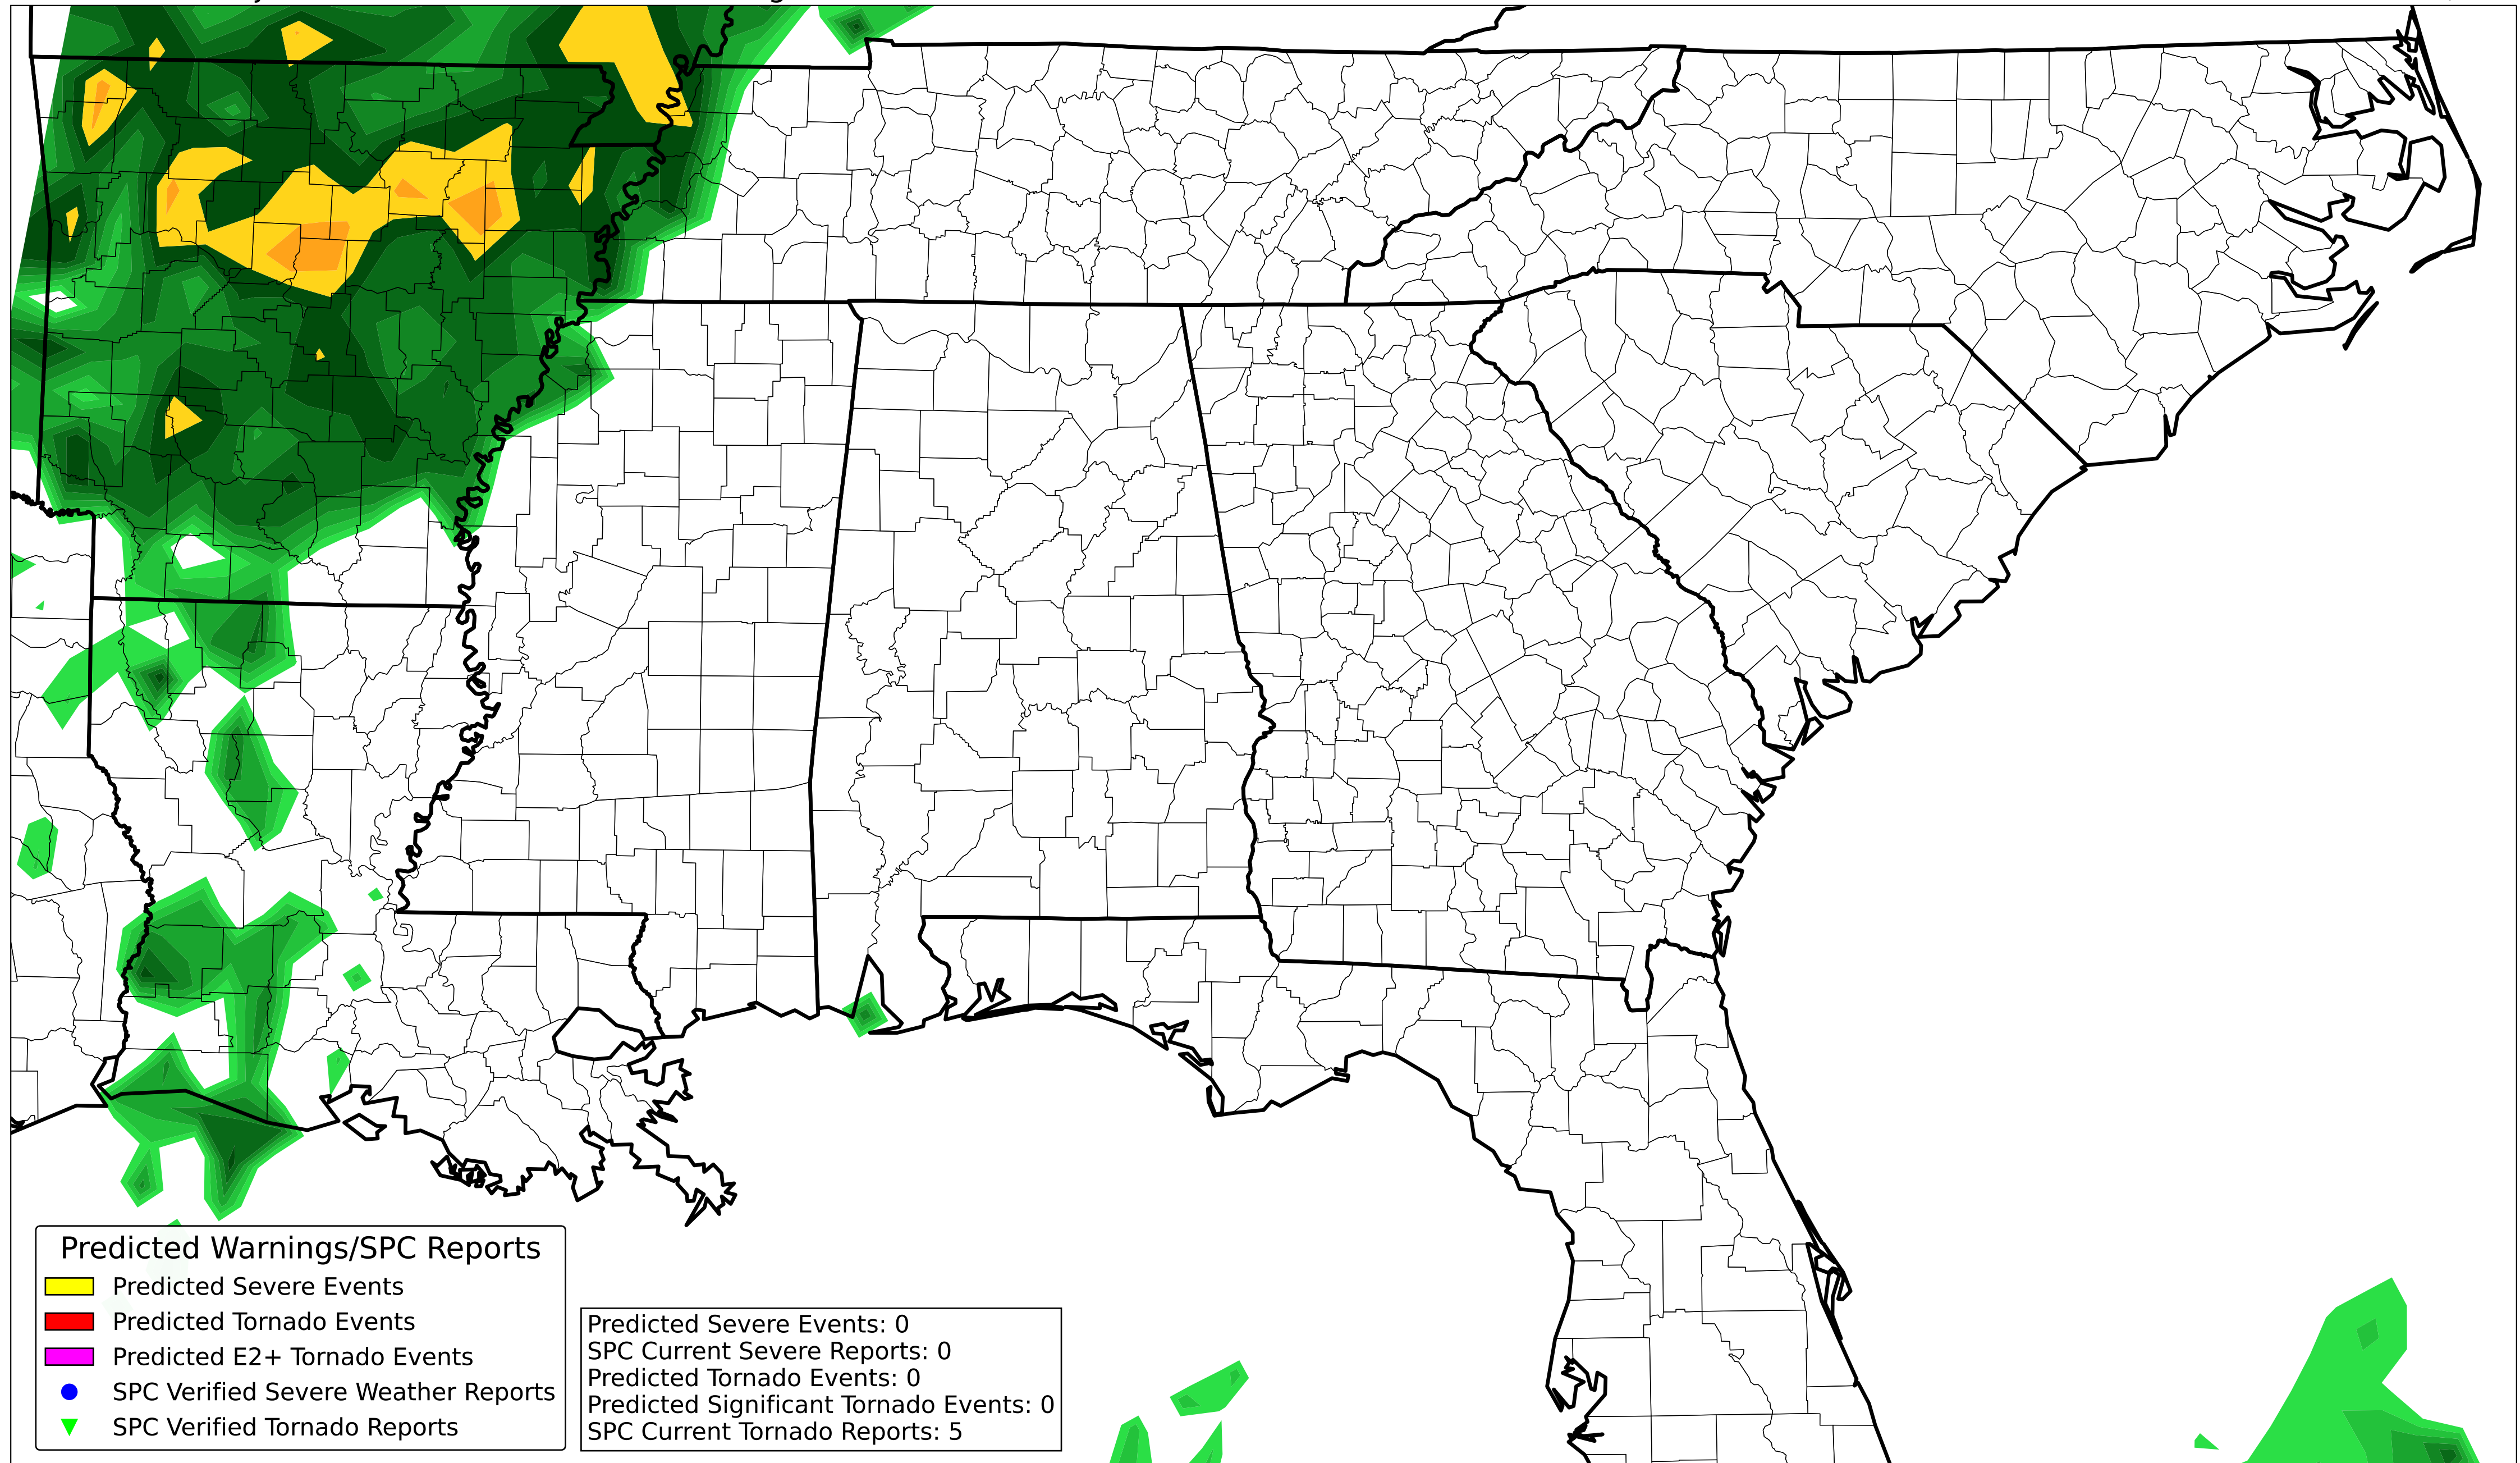 Predicted Warnings/SPC Reports
Predicted Severe Events
Predicted Tornado Events
Predicted E2+ Tornado Events
SPC Verified Severe Weather Reports
SPC Verified Tornado Reports
Predicted Severe Events: 0
SPC Current Severe Reports: 0
Predicted Tornado Events: 0
Predicted Significant Tornado Events: 0
SPC Current Tornado Reports: 5